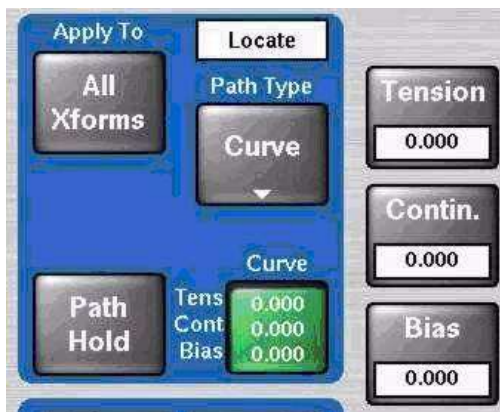 Apply To
Locate
All
Xforms
Path Type
Curve
Tension
0.000
Contin.
0.000
Path
Hold
Curve
Tens 0.000
Cont 0.000
Bias 0.000
Bias
0.000